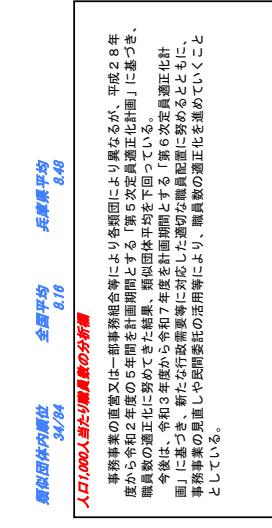 類似団体内順位 全国平均 兵庫県平均
34/84 8.16 8.48
人口1,000人当たり職員数の分析欄
事務事業の直営又は一部事務組合等により各類団により異なるが、平成２８年
度から令和２年度の５年間を計画期間とする「第５次定員適正化計画」に基づき、
職員数の適正化に努めてきた結果、類似団体平均を下回っている。
今後は、令和３年度から令和７年度を計画期間とする「第６次定員適正化計
画」に基づき、新たな行政需要等に対応した適切な職員配置に努めるとともに、
事務事業の見直しや民間委託の活用等により、職員数の適正化を進めていくこと
としている。